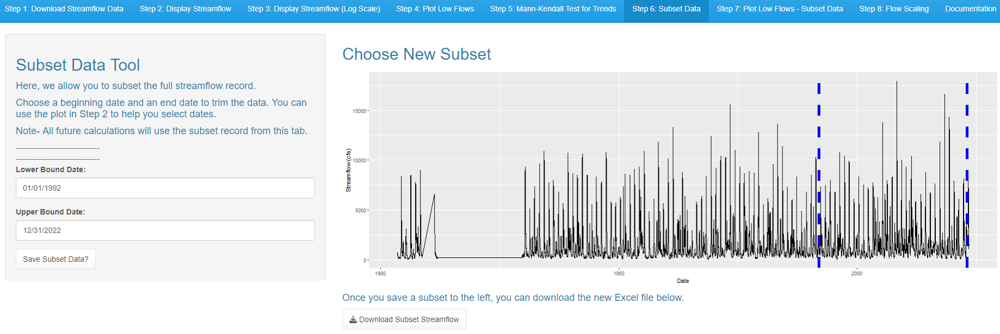 Step 1: Download Streamflow Data Step 2: Display Streamflow Step 3: Display Streamflow (Log Scale) Step 4: Plot Low Flows Step 5: Mann-Kendall Test for Trends Step 6: Subset Data Step 7: Plot Low Flows - Subset Data Step 8: Flow Scaling Documentation
Subset Data Tool
Here, we allow you to subset the full streamflow record.
Choose a beginning date and an end date to trim the data. You can
use the plot in Step 2 to help you select dates.
Note- All future calculations will use the subset record from this tab.
---------------------------------
---------------------------------
Lower Bound Date:
01/01/1992
Upper Bound Date:
12/31/2022
Save Subset Data?
Choose New Subset
Streamflow (cfs)
15000
10000
5000
0
1900 1950 2000
Date
Once you save a subset to the left, you can download the new Excel file below.
Download Subset Streamflow